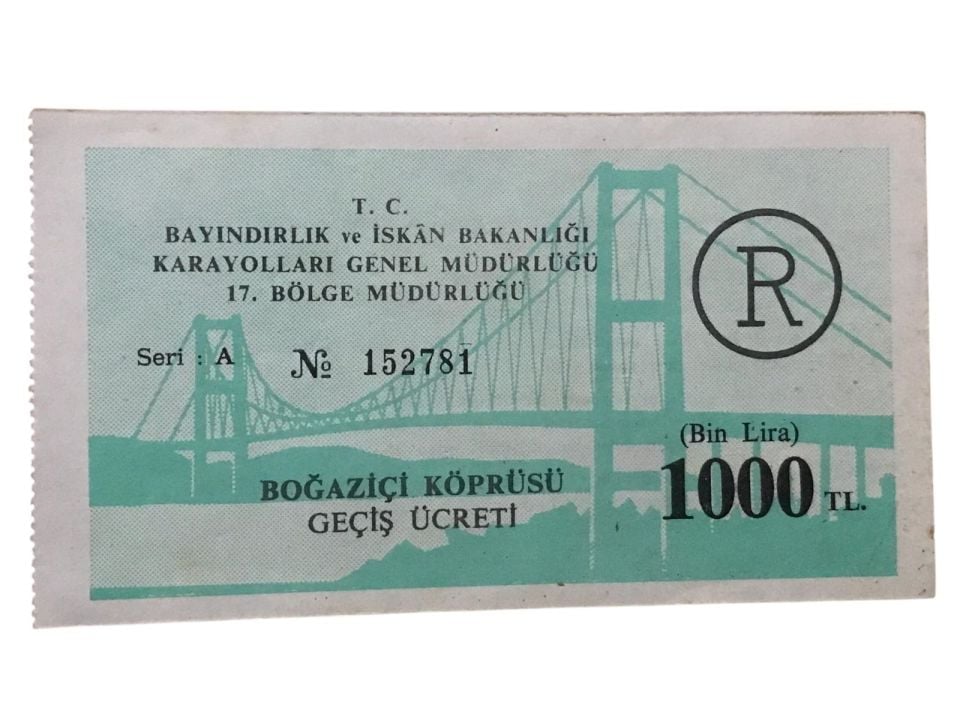 T. C.
BAYINDIRLIK ve İSKÂN BAKANLIĞI
KARAYOLLARI GENEL MÜDÜRLÜĞÜ
17. BÖLGE MÜDÜRLÜĞÜ
R
Seri : A № 152781
(Bin Lira)
1000 TL.
BOĞAZİÇİ KÖPRÜSÜ
GEÇİŞ ÜCRETİ